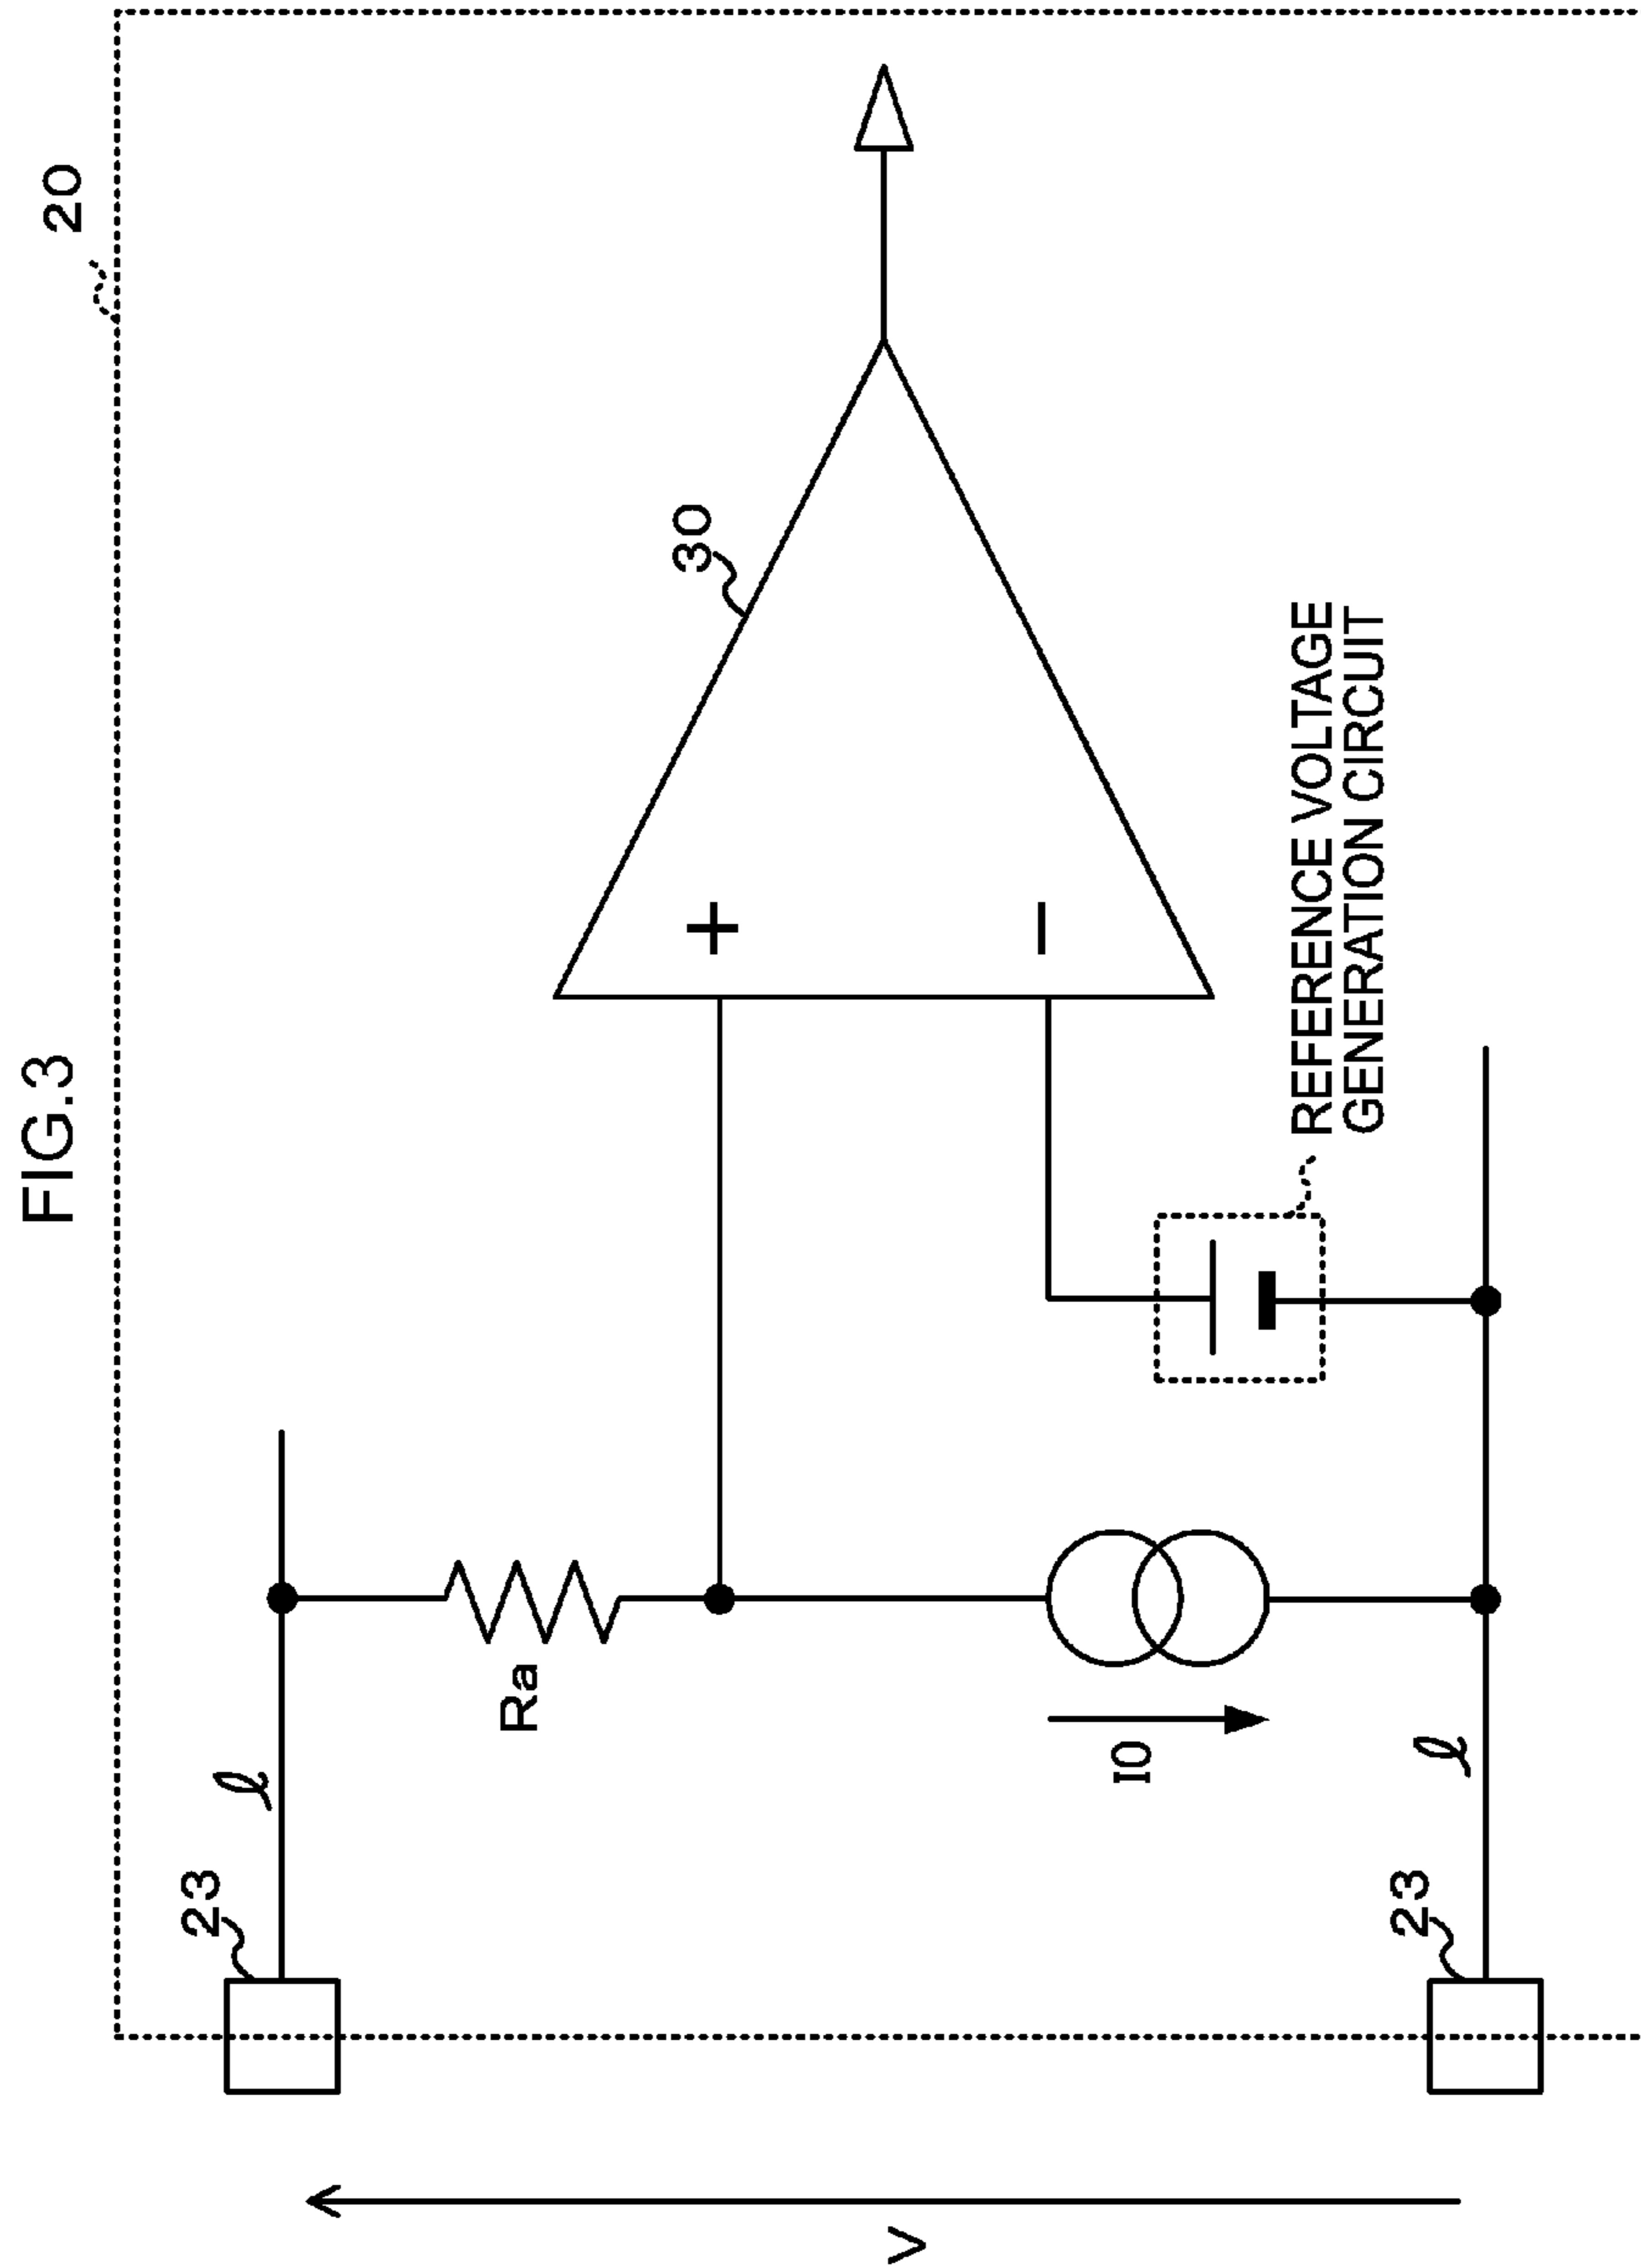 FIG.3
20
30
+
−
REFERENCE VOLTAGE
GENERATION CIRCUIT
23
ℓ
Ra
I0
23
ℓ
V